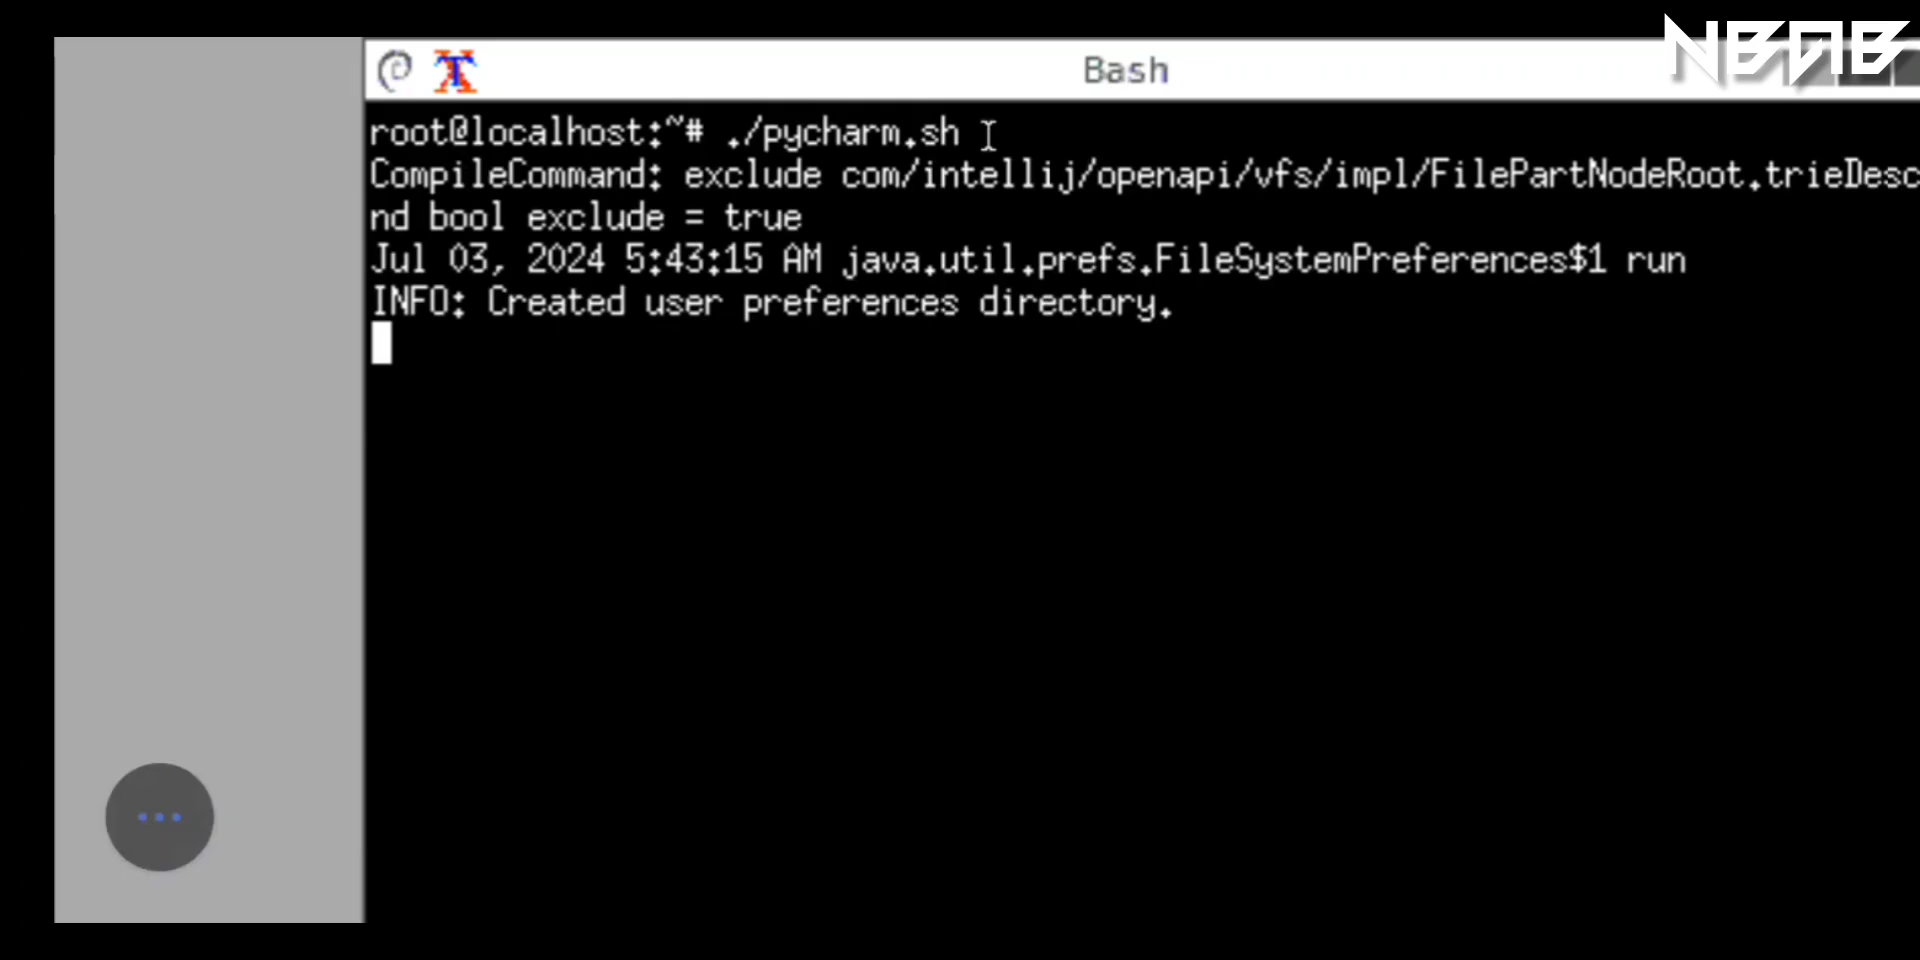 NBAB
Bash
root@localhost:~# ./pycharm.sh
CompileCommand: exclude com/intellij/openapi/vfs/impl/FilePartNodeRoot.trieDesc
nd bool exclude = true
Jul 03, 2024 5:43:15 AM java.util.prefs.FileSystemPreferences$1 run
INFO: Created user preferences directory.